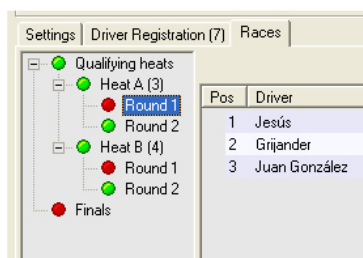 Settings Driver Registration (7) Races
Qualifying heats
Heat A (3)
Round 1
Round 2
Heat B (4)
Round 1
Round 2
Finals
Pos Driver
1 Jesús
2 Grijander
3 Juan González